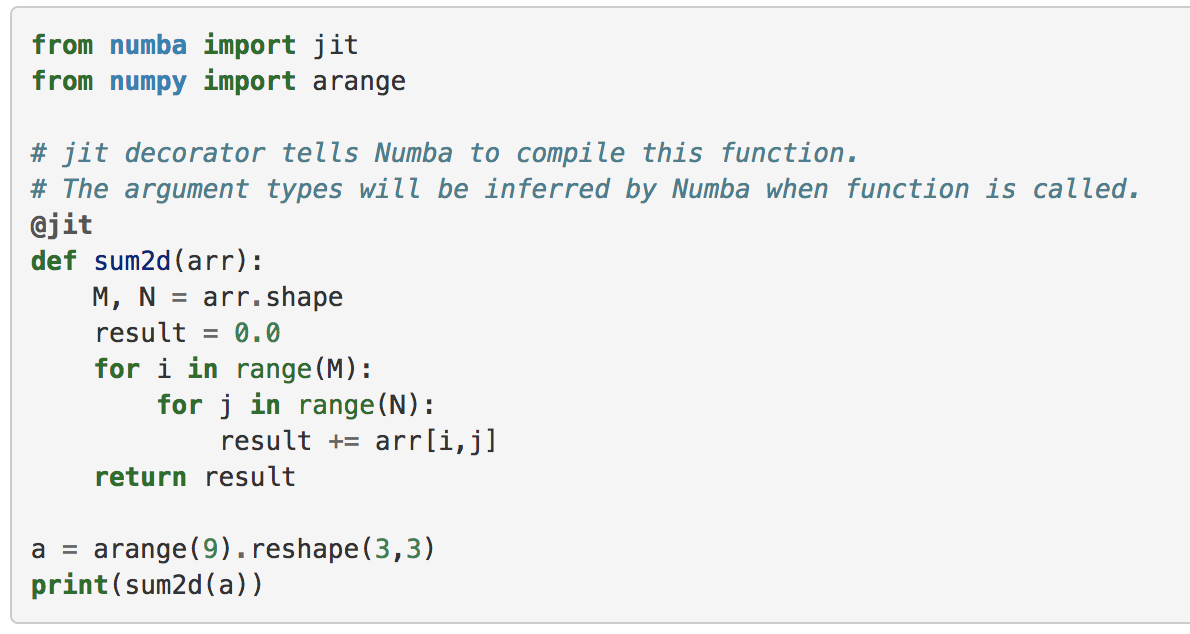 from numba import jit
from numpy import arange

# jit decorator tells Numba to compile this function.
# The argument types will be inferred by Numba when function is called.
@jit
def sum2d(arr):
    M, N = arr.shape
    result = 0.0
    for i in range(M):
        for j in range(N):
            result += arr[i,j]
    return result

a = arange(9).reshape(3,3)
print(sum2d(a))